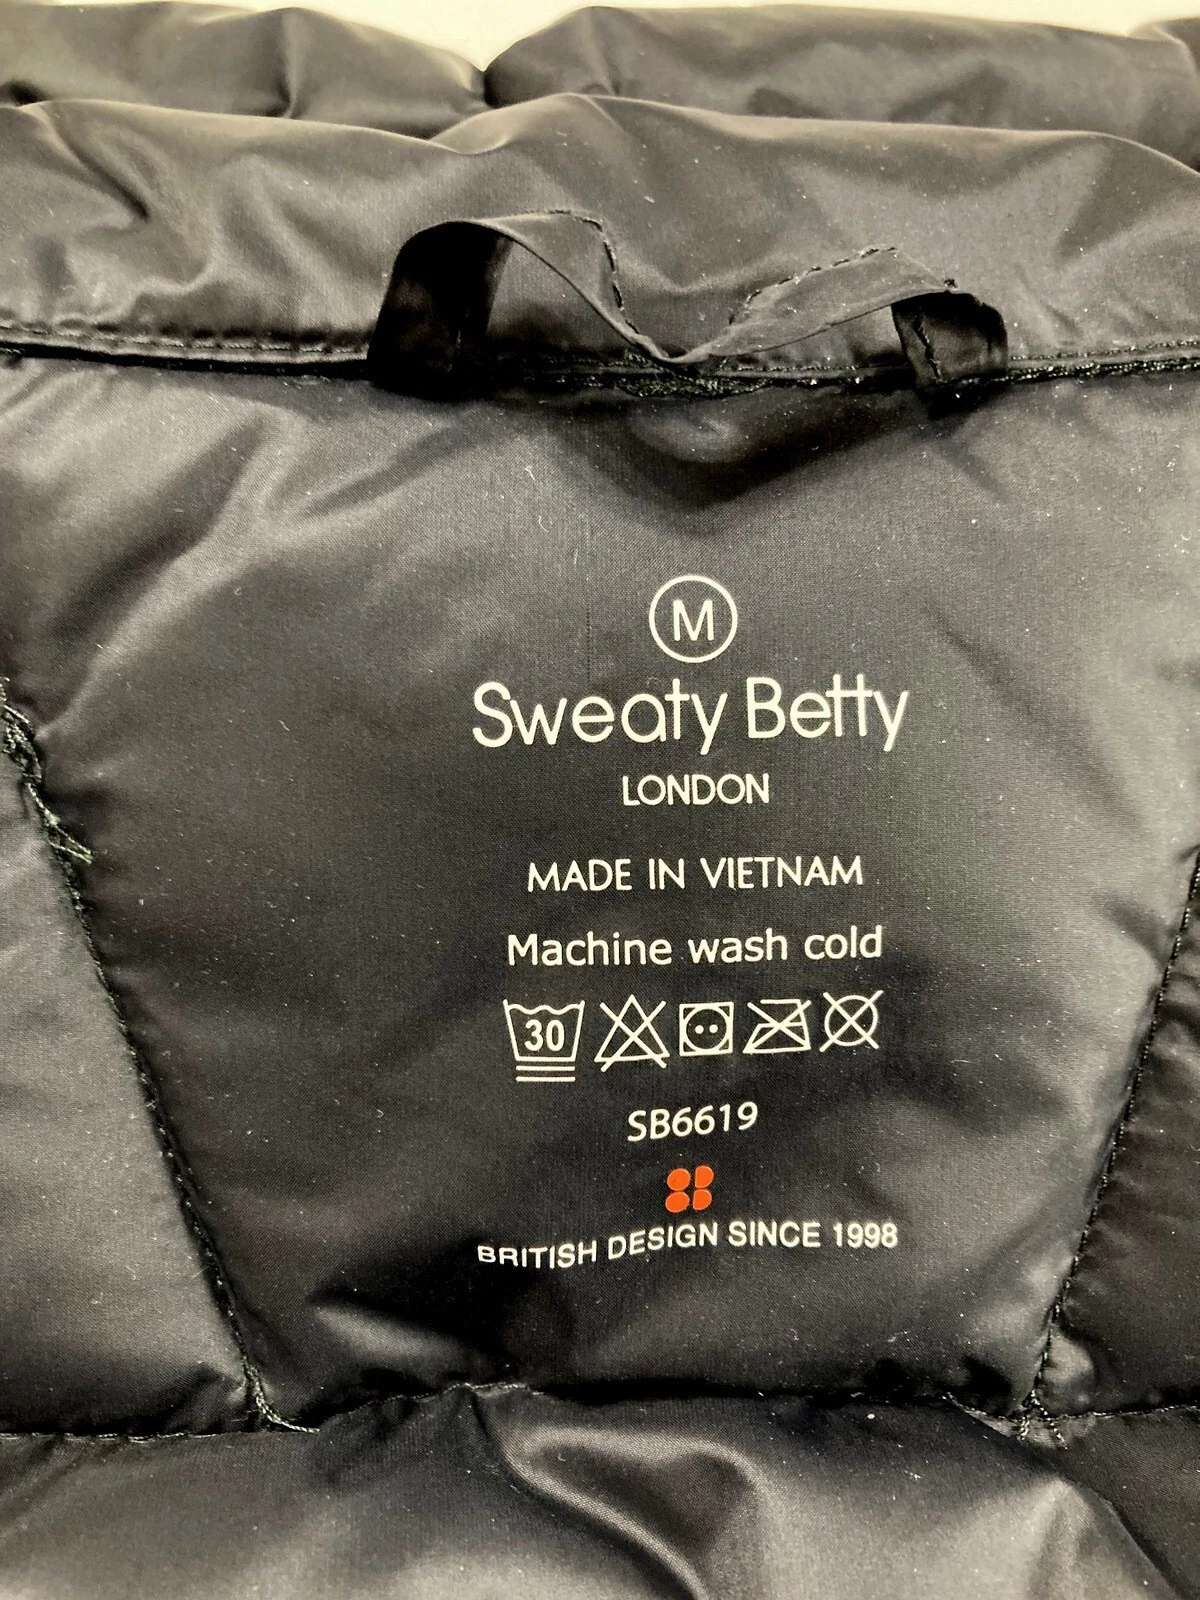 M
Sweaty Betty
LONDON
MADE IN VIETNAM
Machine wash cold
30
SB6619
BRITISH DESIGN SINCE 1998